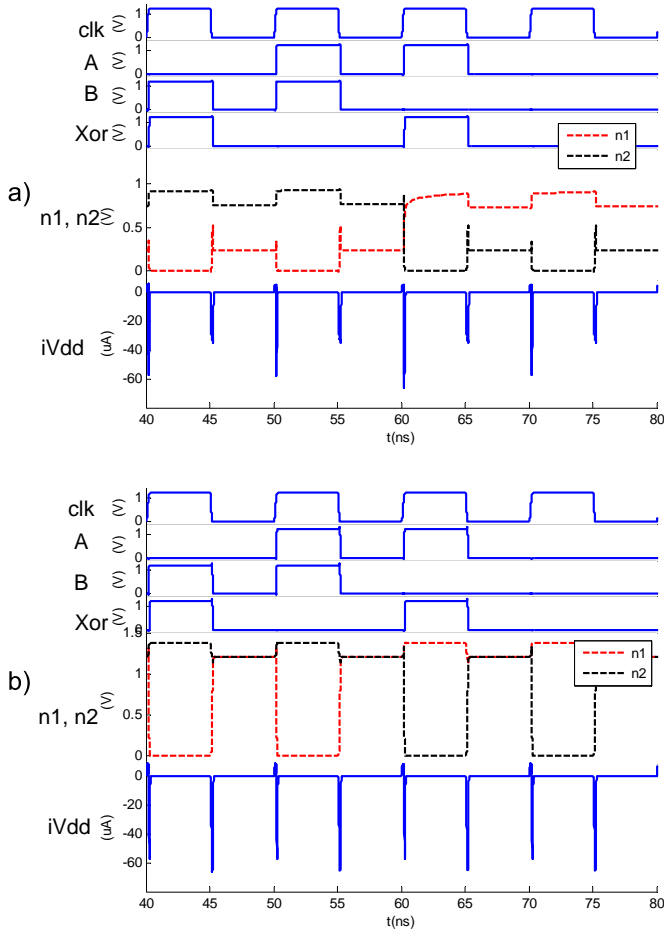 clk
(V)
1
0
A
(V)
1
0
B
(V)
1
0
Xor
(V)
1
0
n1
n2
a)
n1, n2
(V)
1
0.5
0
iVdd
(uA)
0
-20
-40
-60
40 45 50 55 60 65 70 75 80
t(ns)
clk
(V)
1
0
A
(V)
1
0
B
(V)
1
0
Xor
(V)
1
0
n1
n2
b)
n1, n2
(V)
1.5
1
0.5
0
iVdd
(uA)
0
-20
-40
-60
40 45 50 55 60 65 70 75 80
t(ns)